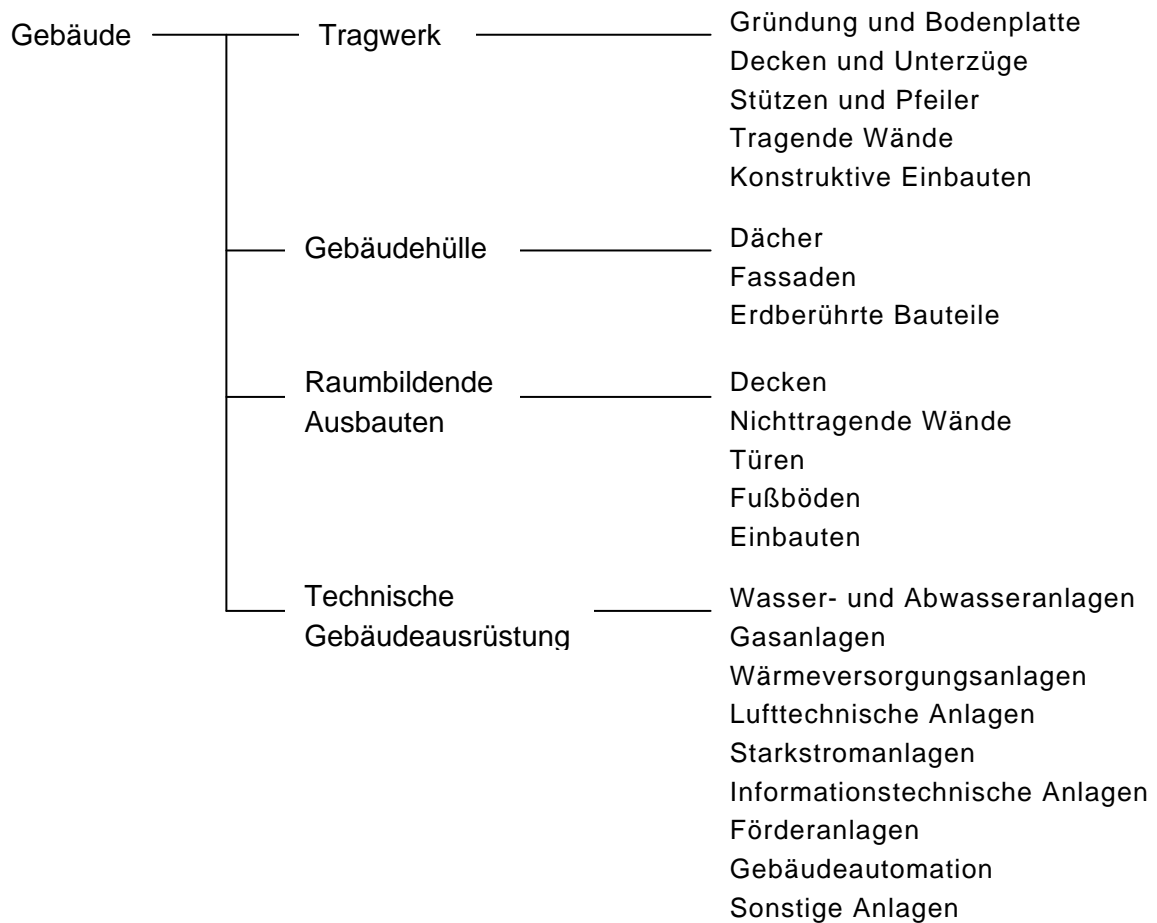 Gebäude
Tragwerk
Gründung und Bodenplatte
Decken und Unterzüge
Stützen und Pfeiler
Tragende Wände
Konstruktive Einbauten
Gebäudehülle
Dächer
Fassaden
Erdberührte Bauteile
Raumbildende
Ausbauten
Decken
Nichttragende Wände
Türen
Fußböden
Einbauten
Technische
Gebäudeausrüstung
Wasser- und Abwasseranlagen
Gasanlagen
Wärmeversorgungsanlagen
Lufttechnische Anlagen
Starkstromanlagen
Informationstechnische Anlagen
Förderanlagen
Gebäudeautomation
Sonstige Anlagen